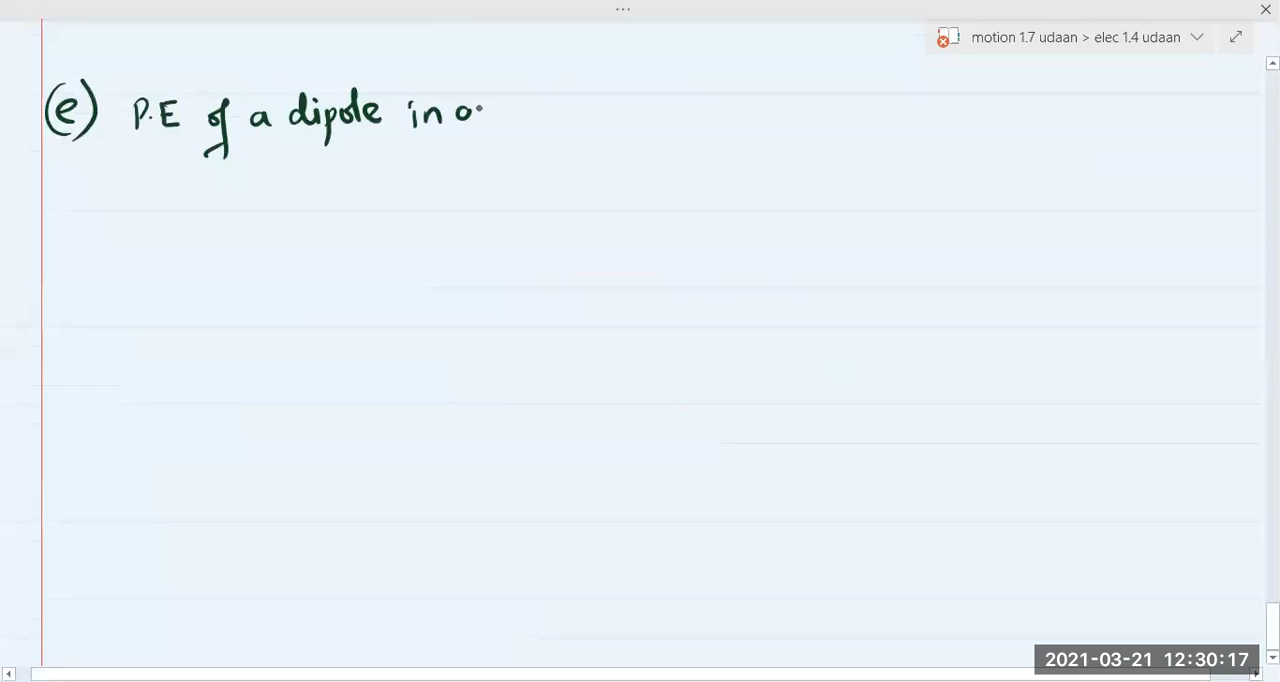 motion 1.7 udaan > elec 1.4 udaan
(e) P.E of a dipole in
2021-03-21 12:30:17